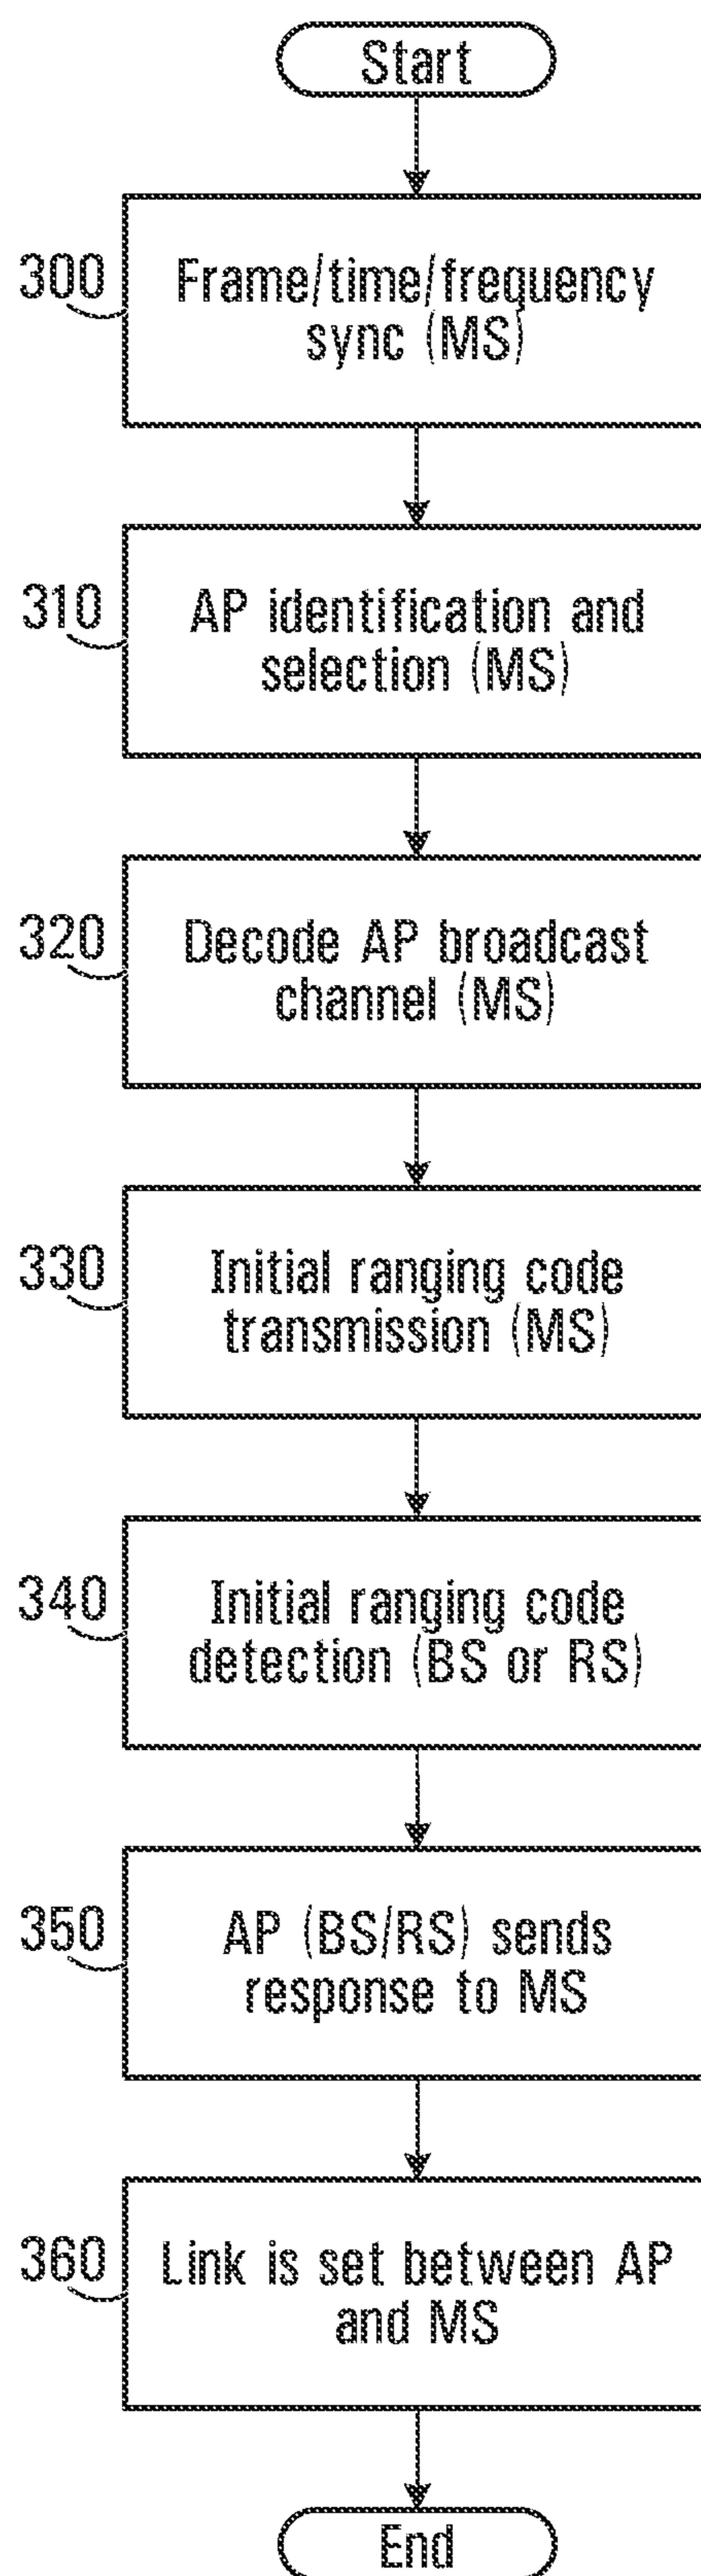 Start
300
Frame/time/frequency
sync (MS)
310
AP identification and
selection (MS)
320
Decode AP broadcast
channel (MS)
330
Initial ranging code
transmission (MS)
340
Initial ranging code
detection (BS or RS)
350
AP (BS/RS) sends
response to MS
360
Link is set between AP
and MS
End